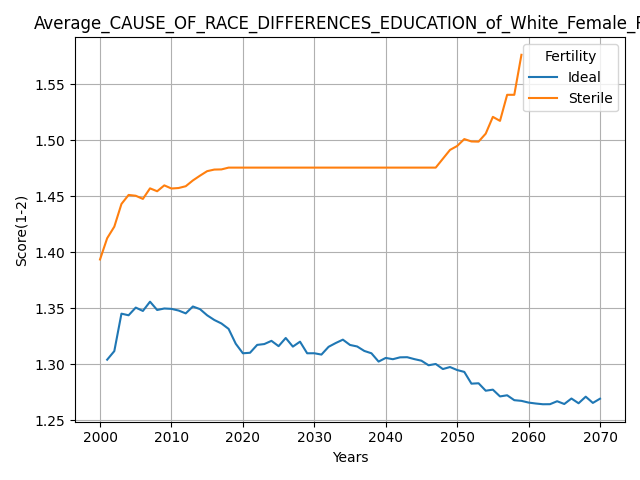 Average_CAUSE_OF_RACE_DIFFERENCES_EDUCATION_of_White_Female_
Fertility
Ideal
Sterile
Score(1-2)
1.55
1.50
1.45
1.40
1.35
1.30
1.25
2000 2010 2020 2030 2040 2050 2060 2070
Years